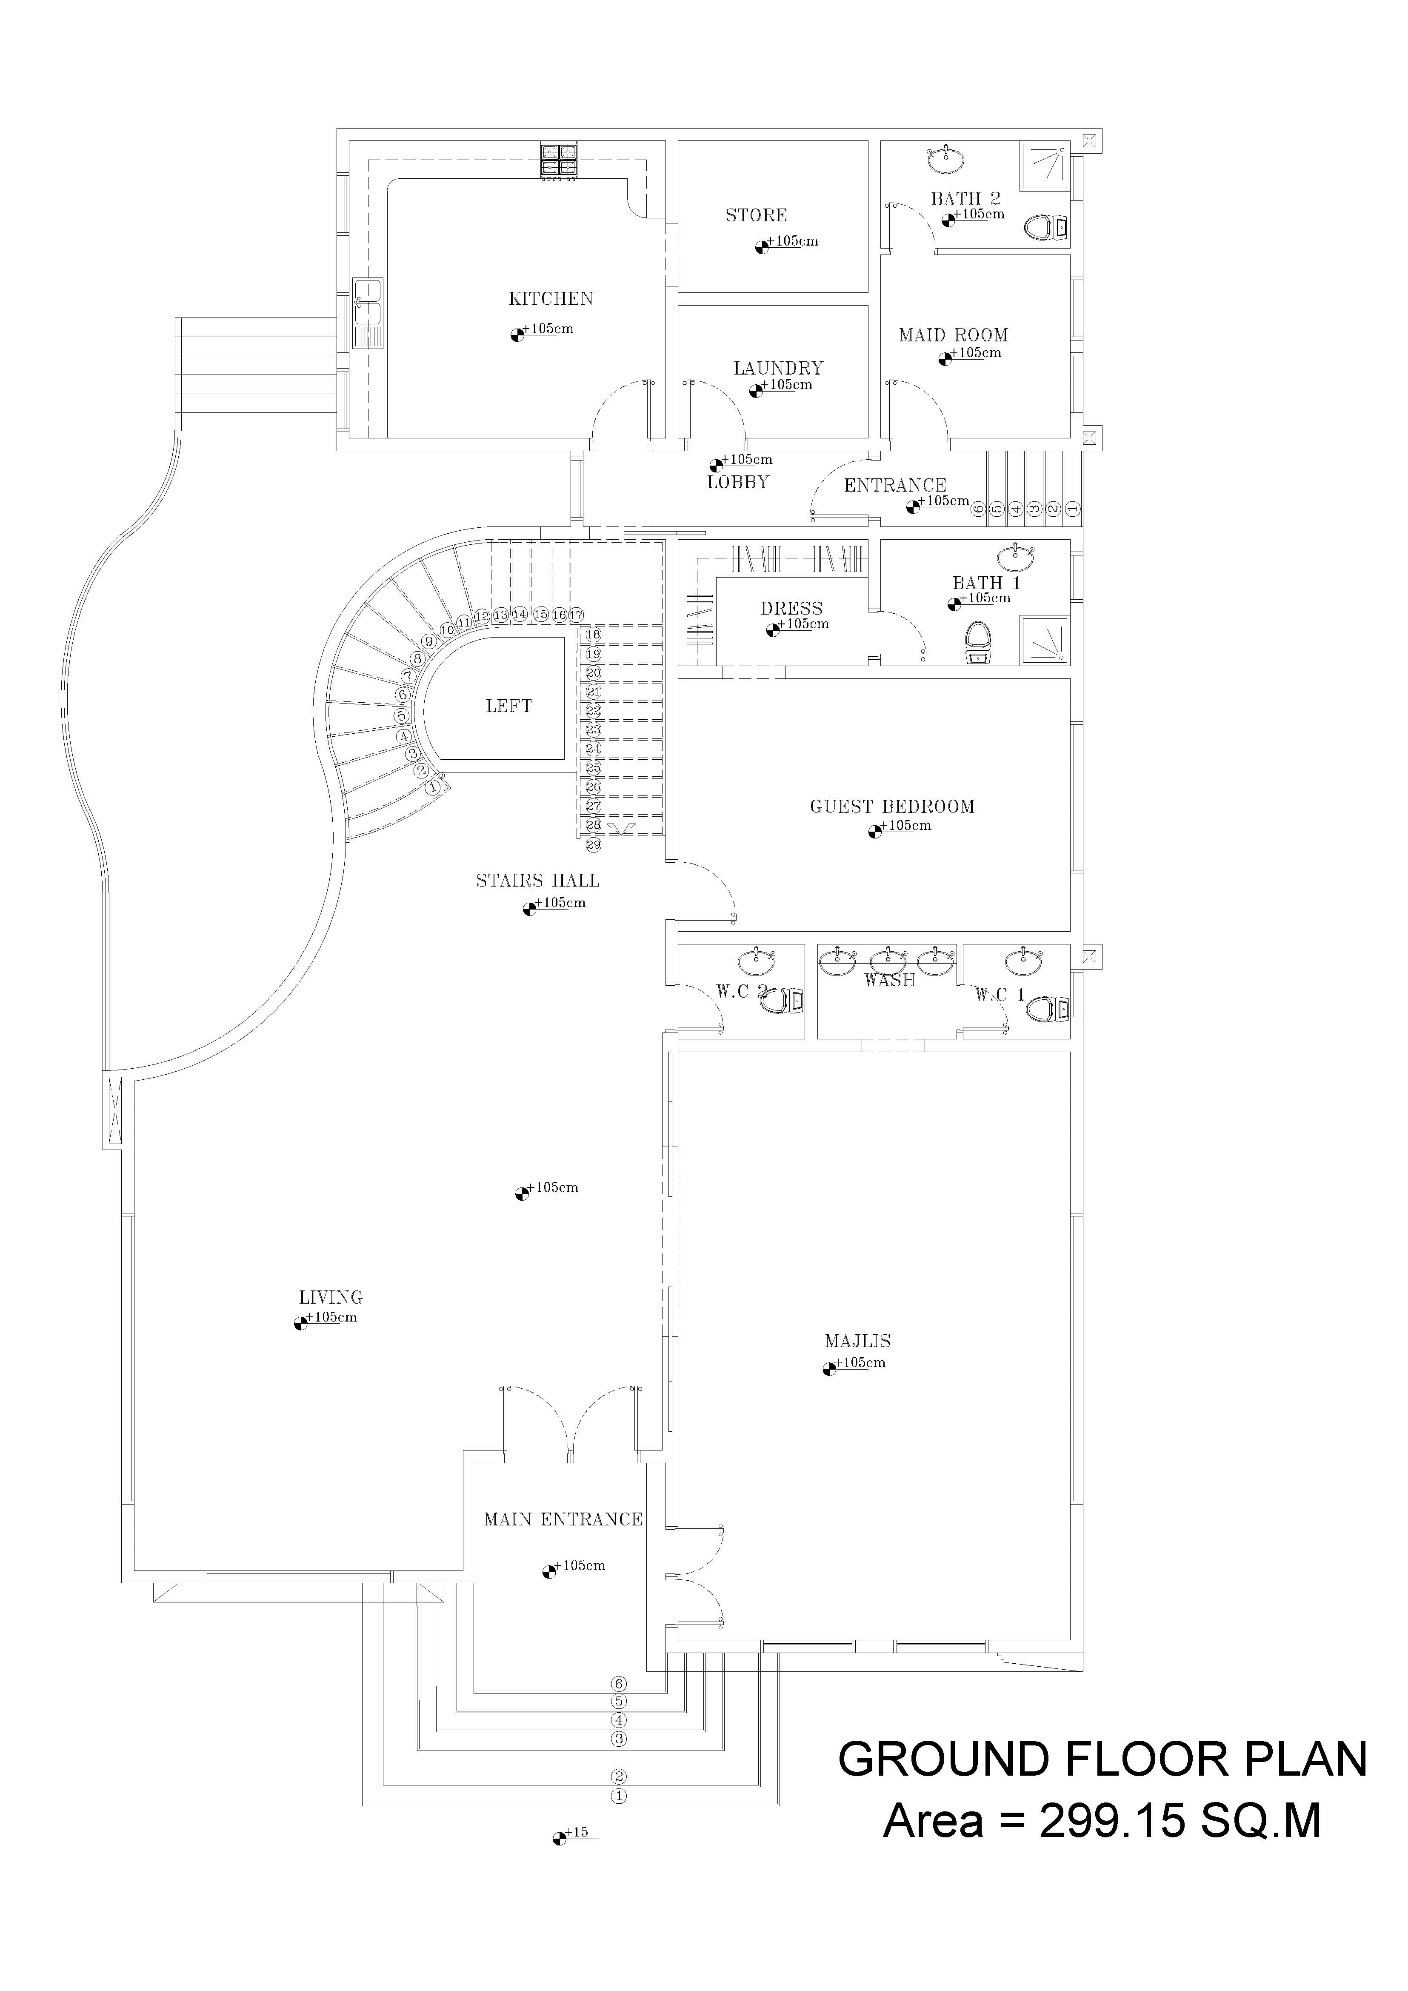 BATH 2
+105cm
STORE
+105cm
KITCHEN
+105cm
MAID ROOM
+105cm
LAUNDRY
+105cm
+105cm
LOBBY
ENTRANCE
+105cm
6 5 4 3 2 1
BATH 1
+105cm
DRESS
+105cm
1 2 3 4 5 6 7 8 9 10 11 12 13 14 15 16 17
18
19
20
21
22
23
24
25
26
27
28
29
LEFT
GUEST BEDROOM
+105cm
STAIRS HALL
+105cm
W.C 2
WASH
W.C 1
+105cm
LIVING
+105cm
MAJLIS
+105cm
MAIN ENTRANCE
+105cm
6
5
4
3
2
1
+15
GROUND FLOOR PLAN
Area = 299.15 SQ.M